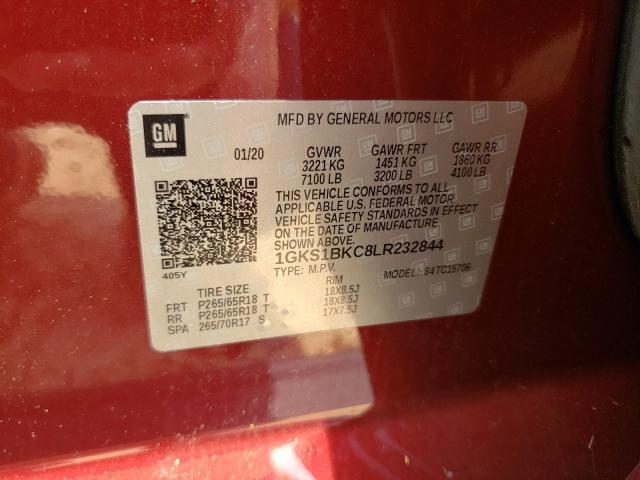 GM
MFD BY GENERAL MOTORS LLC
01/20 GVWR GAWR FRT GAWR RR
3221 KG 1451 KG 1860 KG
7100 LB 3200 LB 4100 LB
THIS VEHICLE CONFORMS TO ALL
APPLICABLE U.S. FEDERAL MOTOR
VEHICLE SAFETY STANDARDS IN EFFECT
ON THE DATE OF MANUFACTURE
SHOWN ABOVE.
1GKS1BKC8LR232844
405Y
TYPE: M.P.V. MODEL: 84TC15706
TIRE SIZE RIM
FRT P265/65R18 T 18X8.5J
RR P265/65R18 T 18X8.5J
SPA 265/70R17 S 17X7.5J